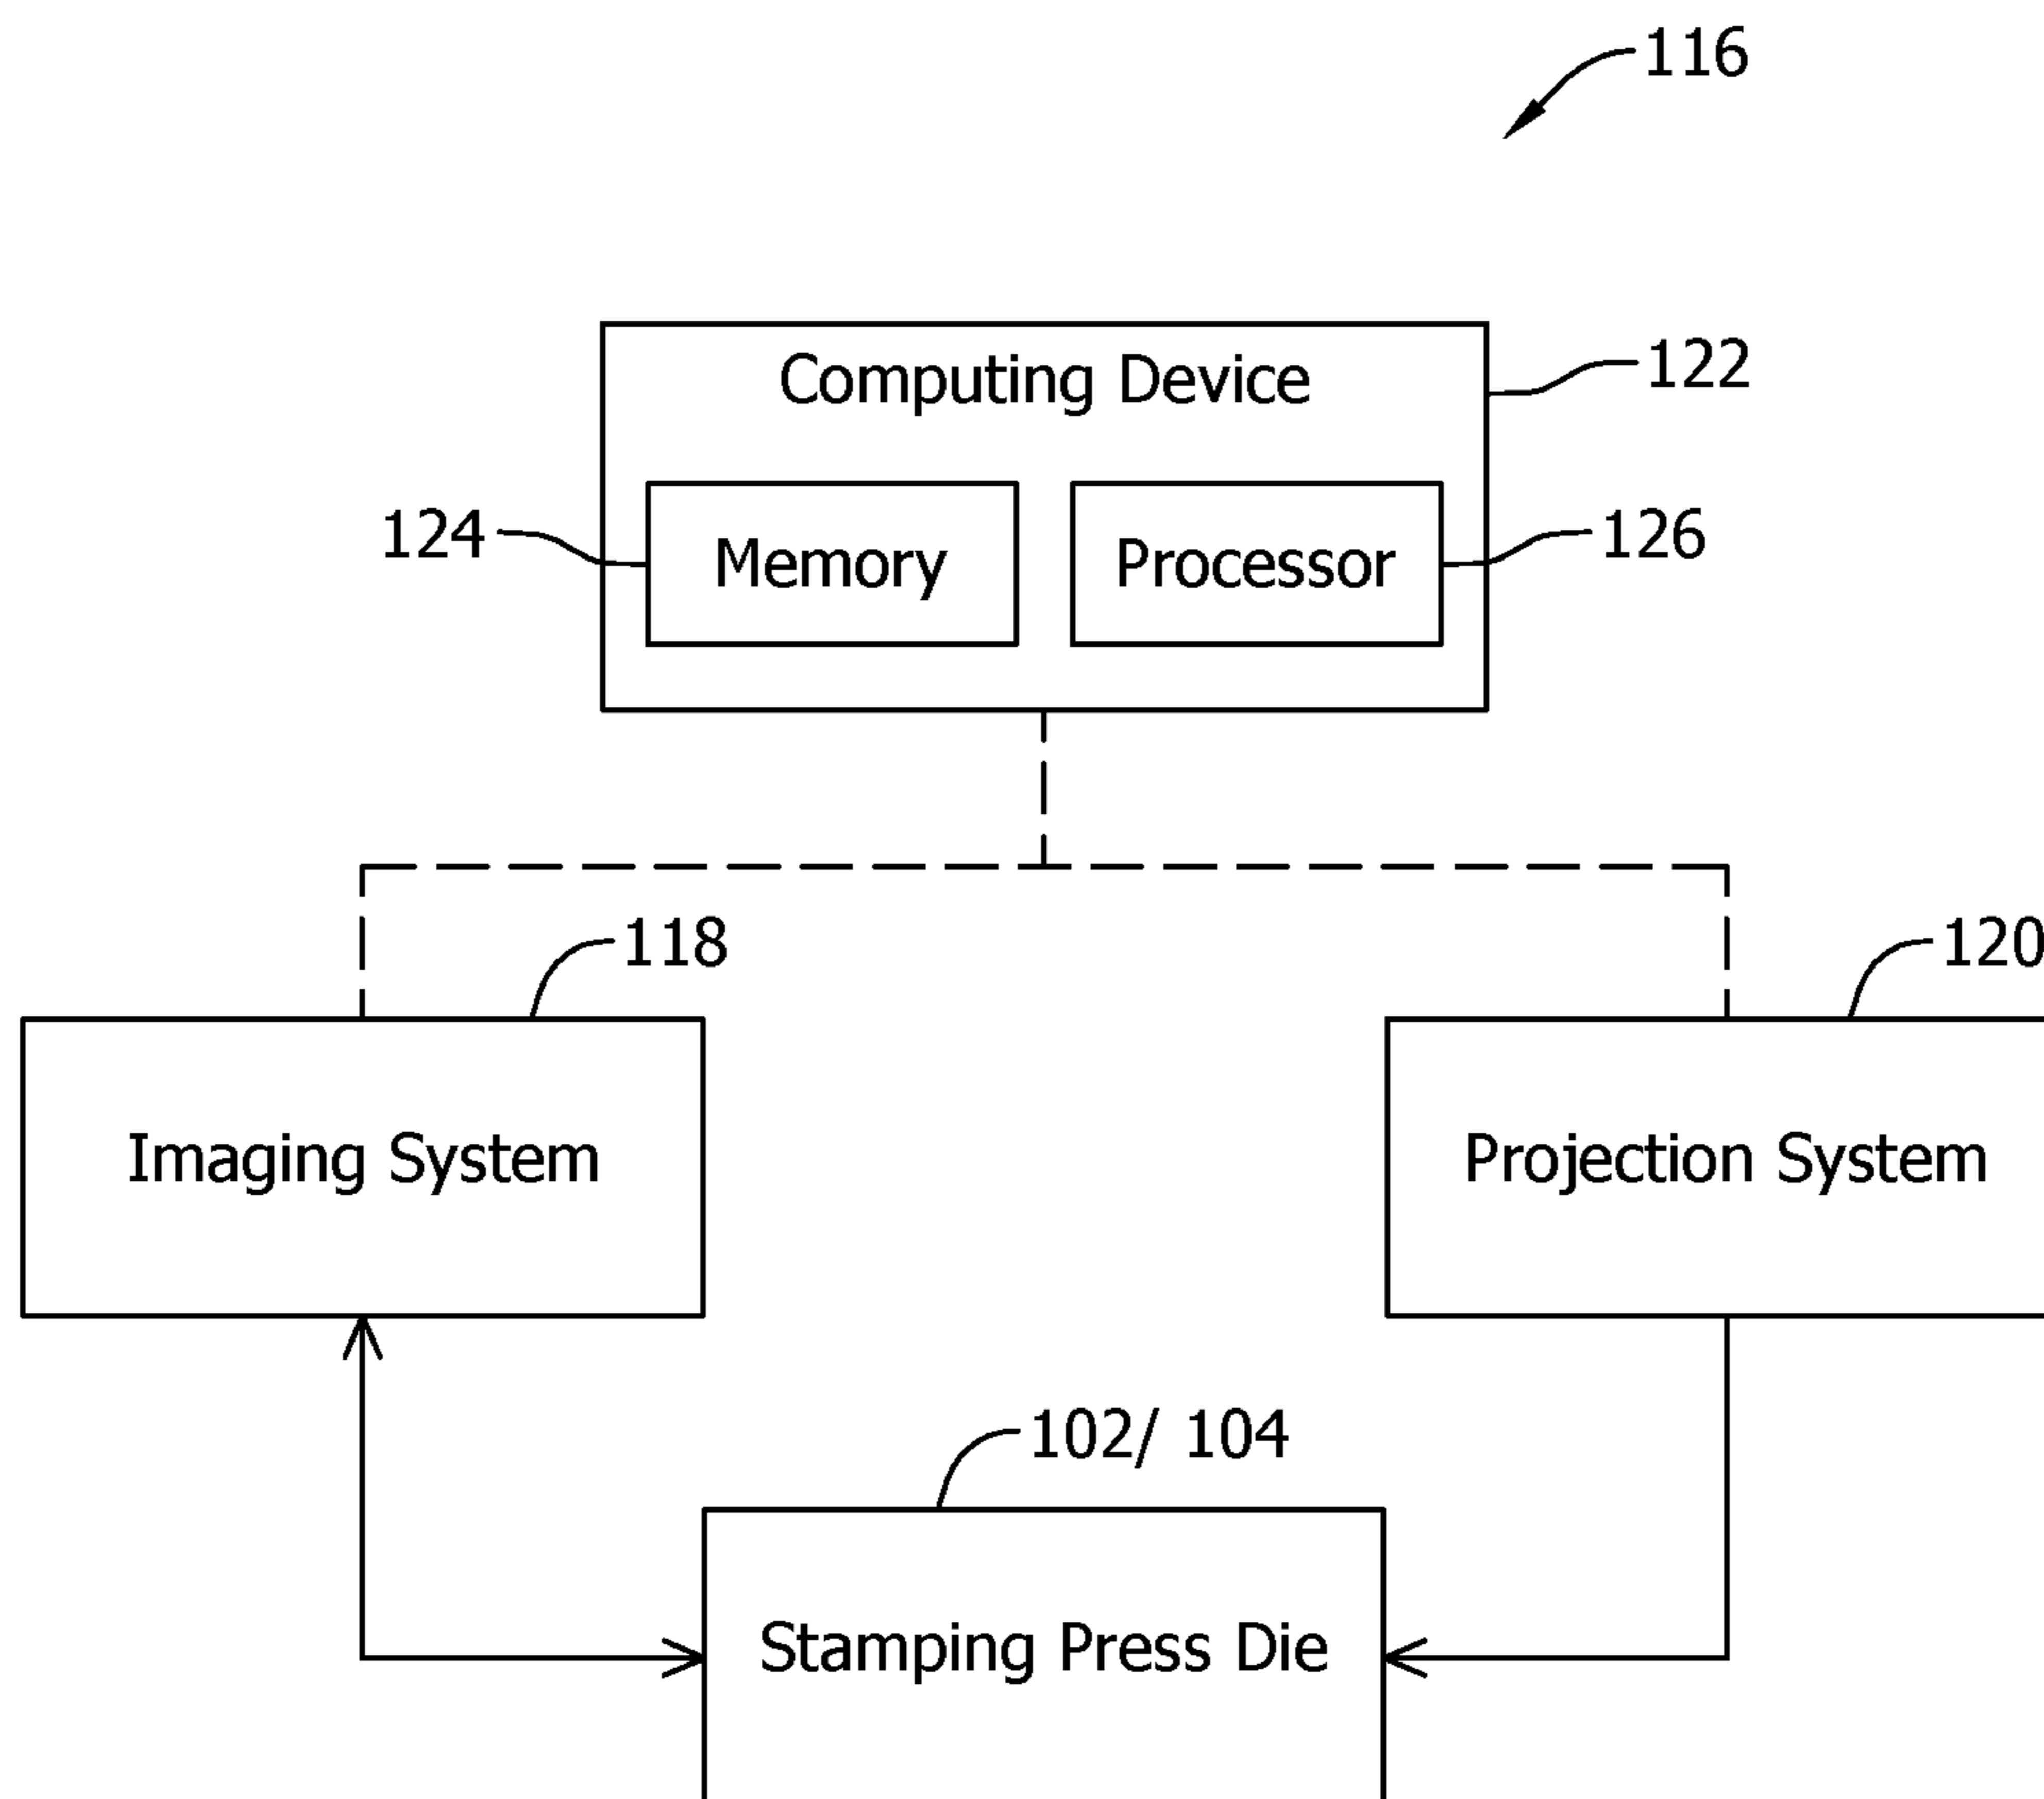 116
Computing Device
122
124
Memory
Processor
126
118
120
Imaging System
Projection System
102/ 104
Stamping Press Die